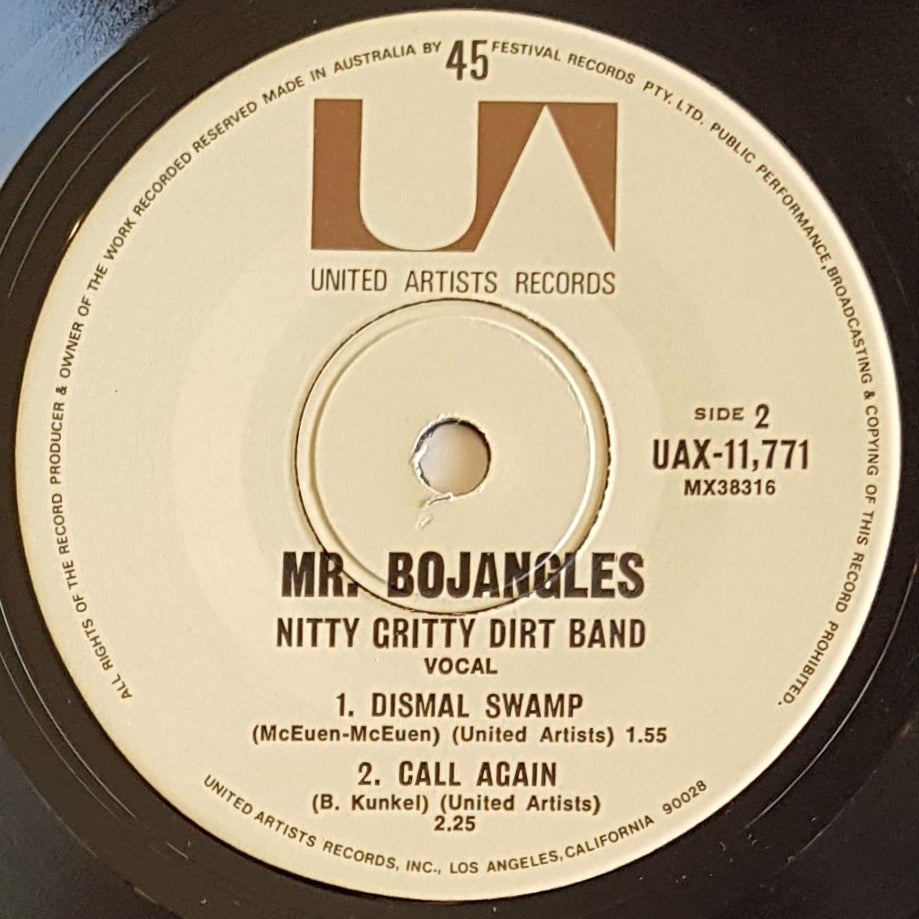 ALL RIGHTS OF THE RECORD PRODUCER & OWNER OF THE WORK RECORDED RESERVED MADE IN AUSTRALIA BY 45 FESTIVAL RECORDS PTY. LTD. PUBLIC PERFORMANCE, BROADCASTING & COPYING OF THIS RECORD PROHIBITED.
UA
UNITED ARTISTS RECORDS
SIDE 2
UAX-11,771
MX38316
MR. BOJANGLES
NITTY GRITTY DIRT BAND
VOCAL
1. DISMAL SWAMP
(McEuen-McEuen) (United Artists) 1.55
2. CALL AGAIN
(B. Kunkel) (United Artists)
2.25
UNITED ARTISTS RECORDS, INC., LOS ANGELES, CALIFORNIA 90028